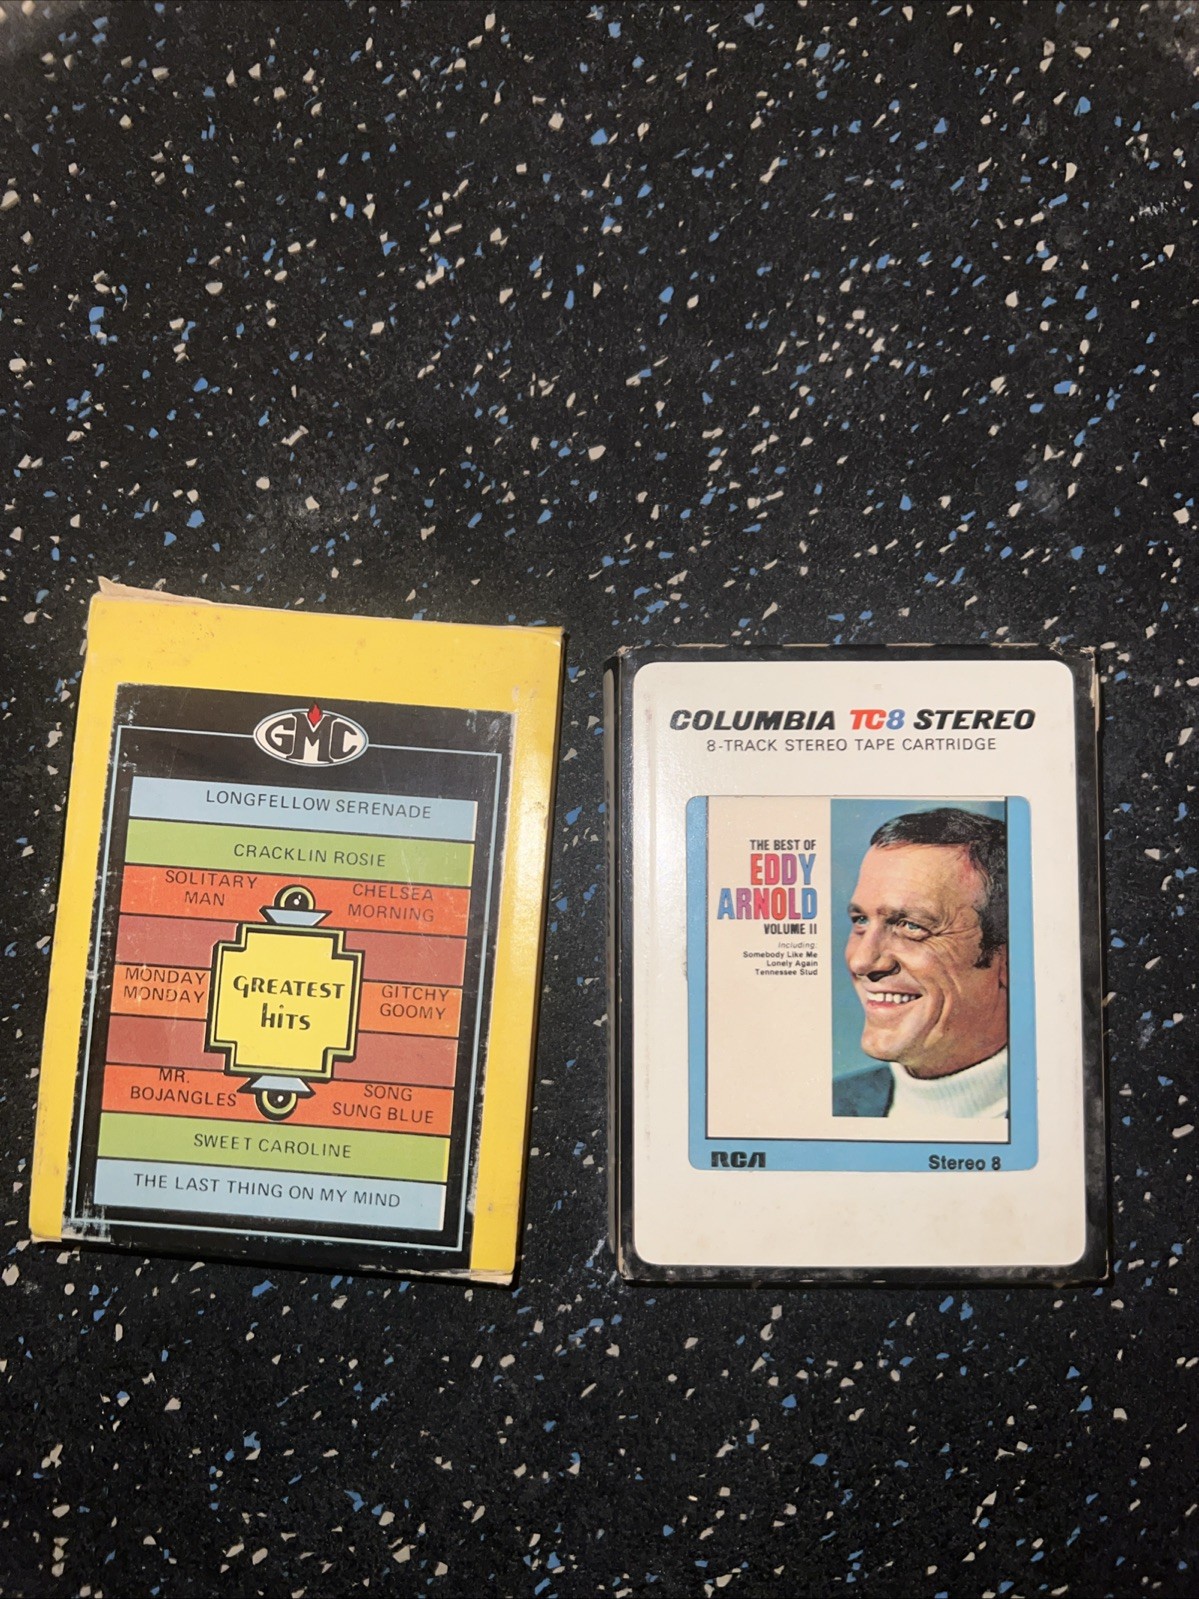 GMC
LONGFELLOW SERENADE
CRACKLIN ROSIE
SOLITARY
MAN
CHELSEA
MORNING
MONDAY
MONDAY
GREATEST
HITS
GITCHY
GOOMY
MR.
BOJANGLES
SONG
SUNG BLUE
SWEET CAROLINE
THE LAST THING ON MY MIND
COLUMBIA TC8 STEREO
8-TRACK STEREO TAPE CARTRIDGE
THE BEST OF
EDDY
ARNOLD
VOLUME II
including:
Somebody Like Me
Lonely Again
Tennessee Stud
RCA
Stereo 8